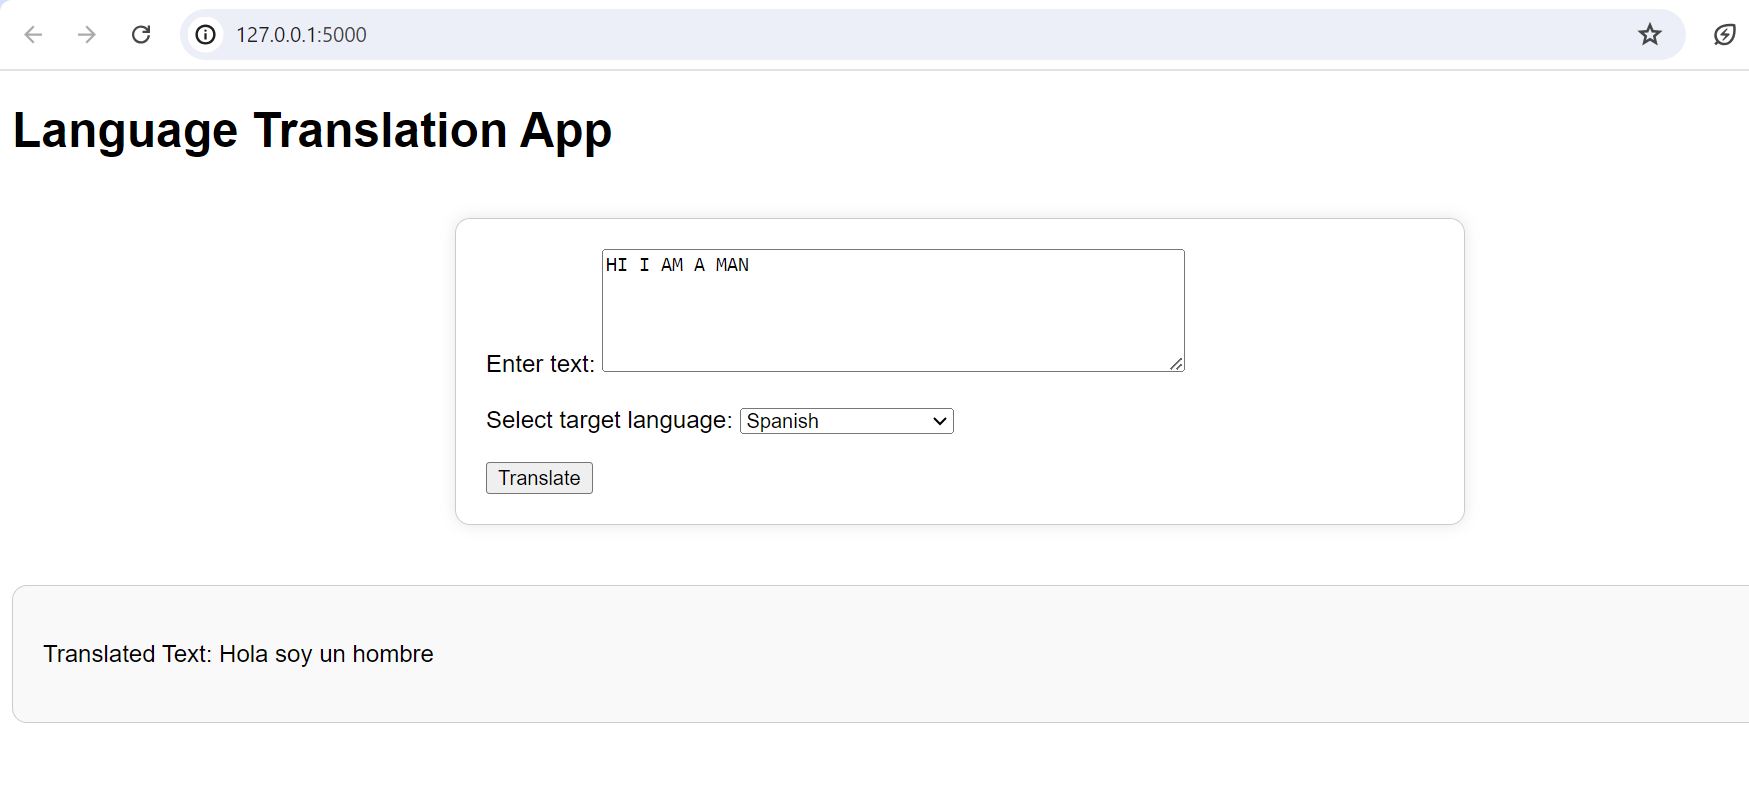 127.0.0.1:5000
Language Translation App
HI I AM A MAN
Enter text:
Select target language: Spanish
Translate
Translated Text: Hola soy un hombre